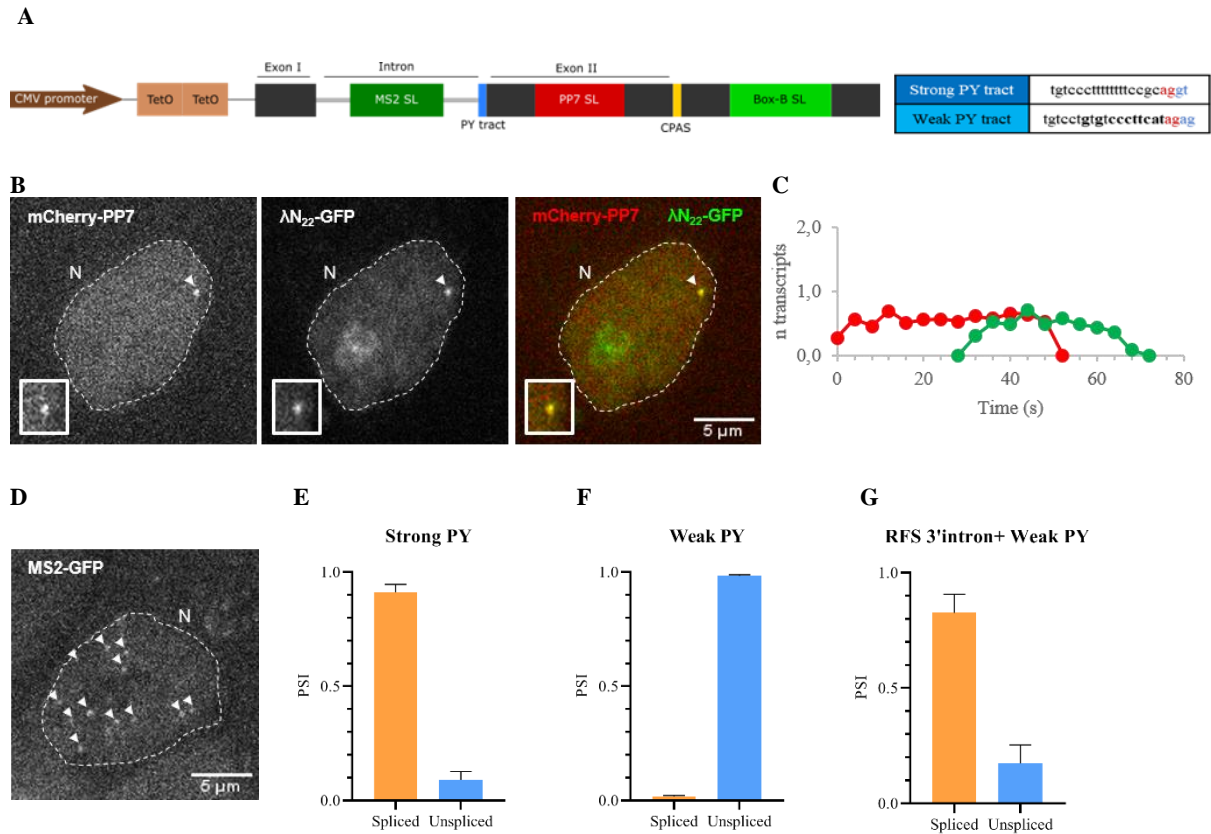 A
Exon I
Intron
Exon II
CMV promoter
TetO
TetO
MS2 SL
PP7 SL
Box-B SL
PY tract
CPAS
Strong PY tract
tgtcccttttttttccgcaggt
Weak PY tract
tgtcctgtgtcccttcatagag
B
mCherry-PP7
N
λN22-GFP
N
mCherry-PP7
λN22-GFP
N
5 µm
C
n transcripts
2,0
1,0
0,0
0
20
40
60
80
Time (s)
D
MS2-GFP
N
5 µm
E
Strong PY
PSI
1.0
0.5
0.0
Spliced
Unspliced
F
Weak PY
PSI
1.0
0.5
0.0
Spliced
Unspliced
G
RFS 3'intron+ Weak PY
PSI
1.0
0.5
0.0
Spliced
Unspliced